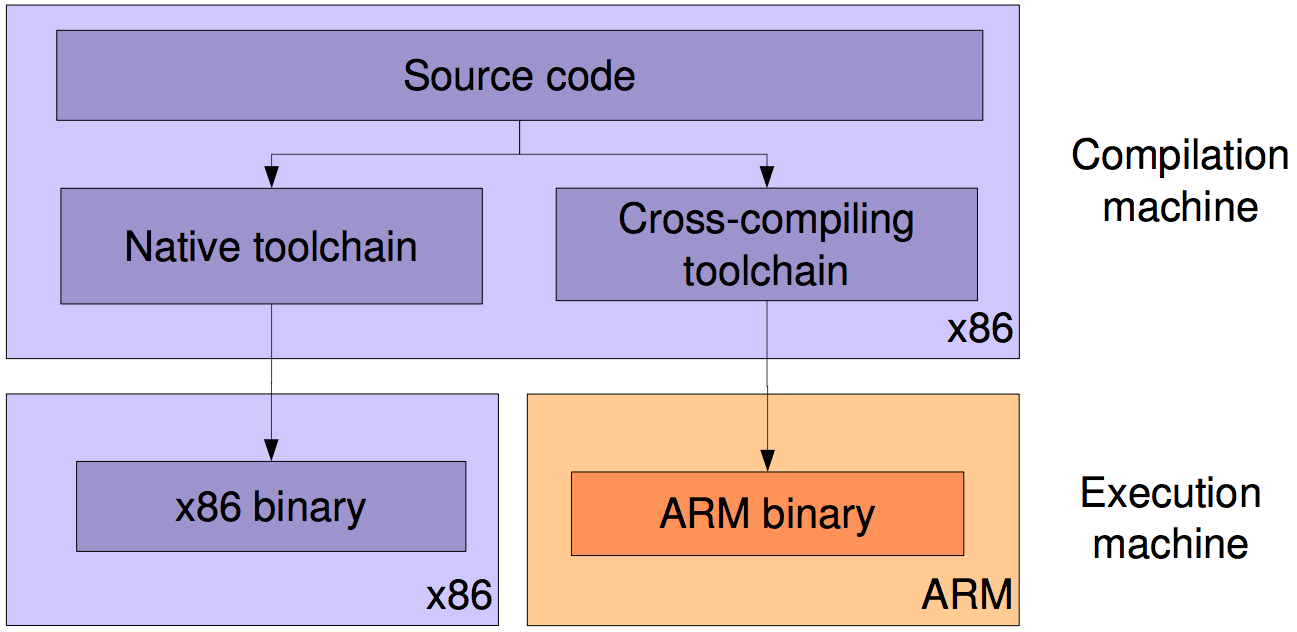 Source code
Compilation
machine
Native toolchain
Cross-compiling
toolchain
x86
x86 binary
x86
ARM binary
ARM
Execution
machine